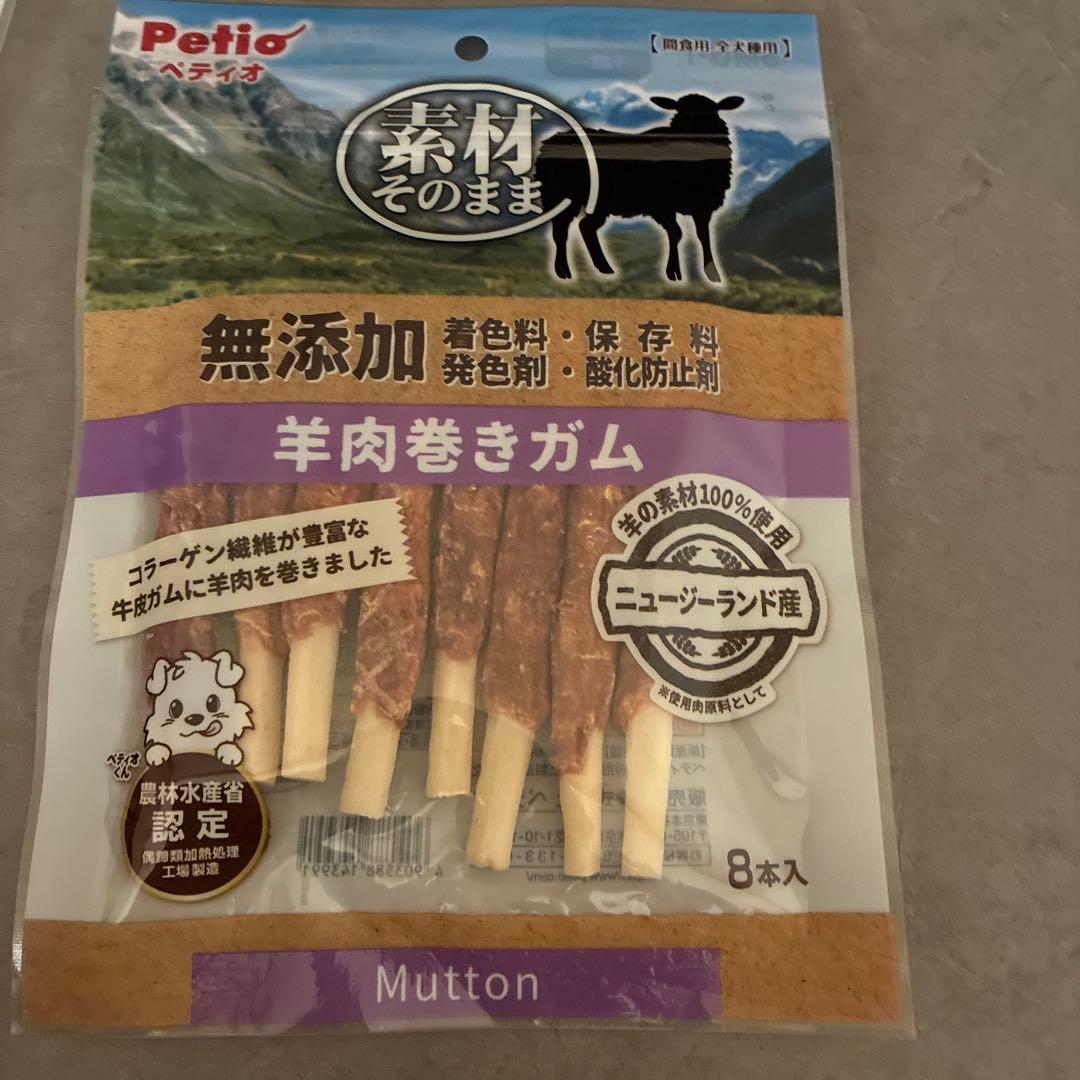 Petio
ペティオ
【間食用 全犬種用】
素材
そのまま
無添加
着色料・保存料
発色剤・酸化防止剤
羊肉巻きガム
コラーゲン繊維が豊富な
牛皮ガムに羊肉を巻きました
羊の素材100%使用
ニュージーランド産
※使用肉原料として
ペティオくん
農林水産省
認定
偶蹄類加熱処理
工場製造
4 903588 143991
8本入
Mutton